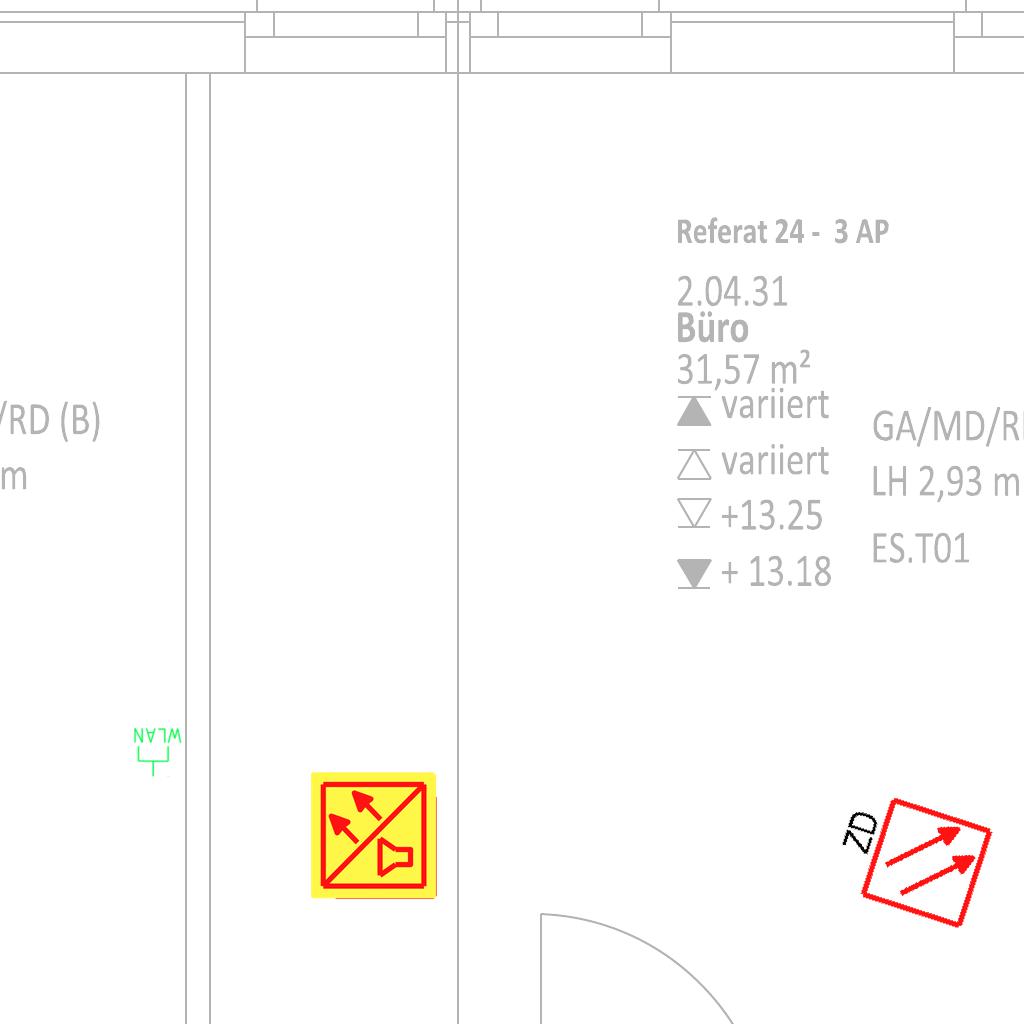 Referat 24 -  3 AP
2.04.31
Büro
31,57 m²
variiert
variiert
+13.25
+ 13.18
/RD (B)
m
GA/MD/R
LH 2,93 m
ES.T01
WLAN
ZD